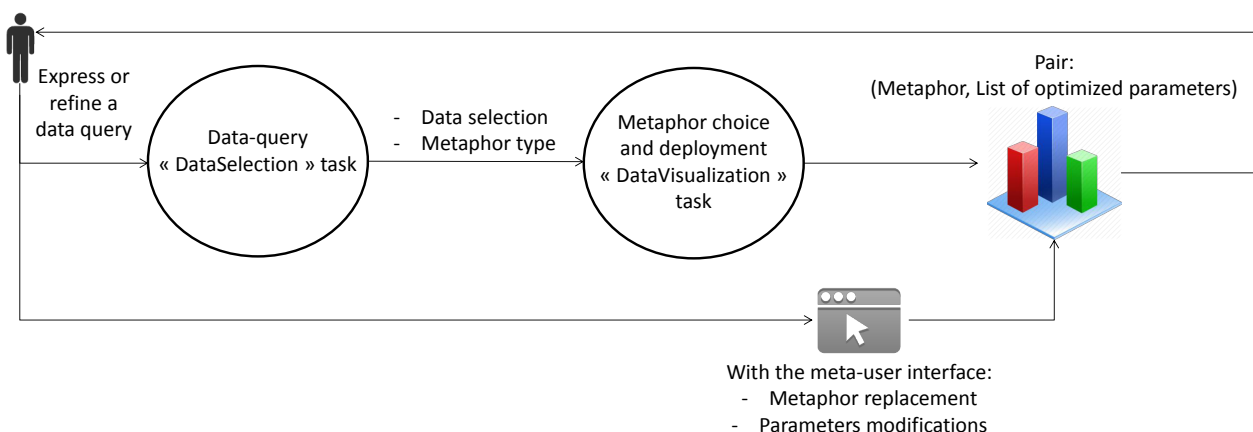 Express or
refine a
data query
Data-query
« DataSelection » task
- Data selection
- Metaphor type
Metaphor choice
and deployment
« DataVisualization »
task
Pair:
(Metaphor, List of optimized parameters)
With the meta-user interface:
- Metaphor replacement
- Parameters modifications